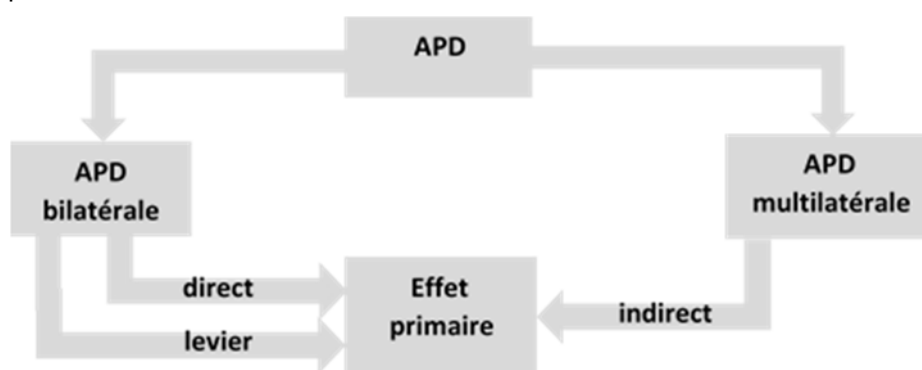 APD
APD
bilatérale
APD
multilatérale
direct
levier
Effet
primaire
indirect